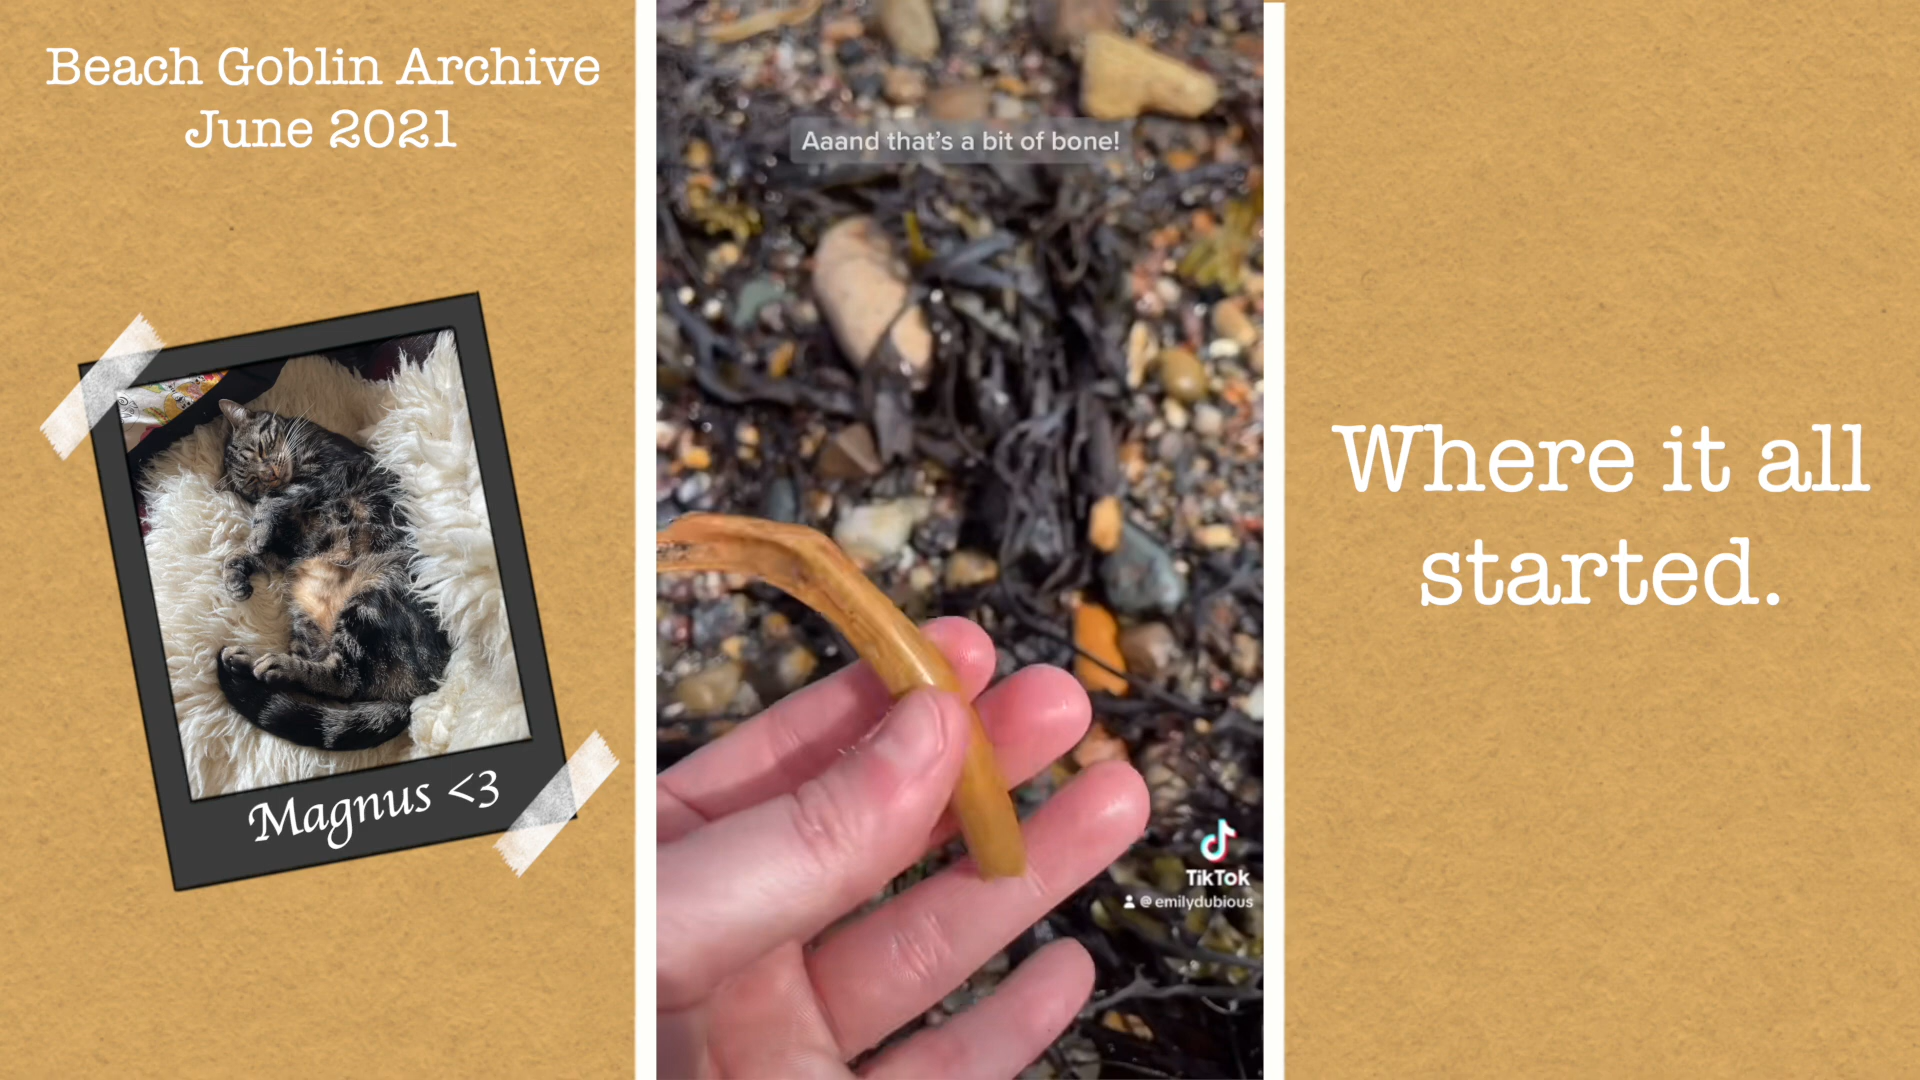 Beach Goblin Archive
June 2021
Magnus <3
Aaand that's a bit of bone!
TikTok
@emilydubious
Where it all
started.